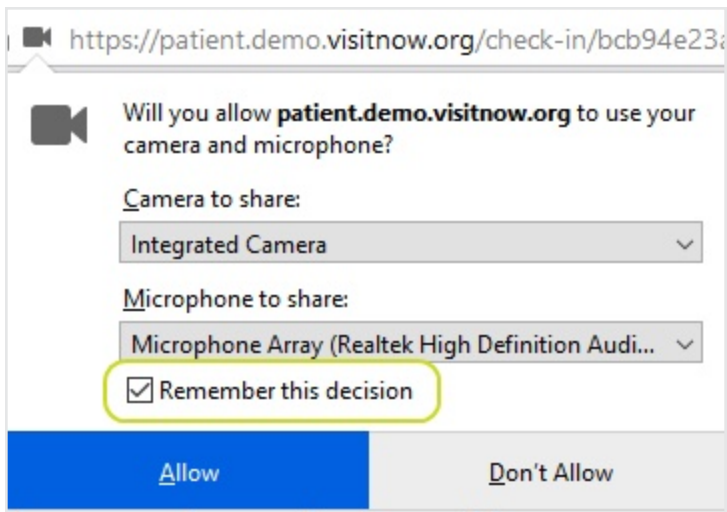 https://patient.demo.visitnow.org/check-in/bcb94e23
Will you allow patient.demo.visitnow.org to use your
camera and microphone?
Camera to share:
Integrated Camera
Microphone to share:
Microphone Array (Realtek High Definition Audi...
Remember this decision
Allow
Don't Allow